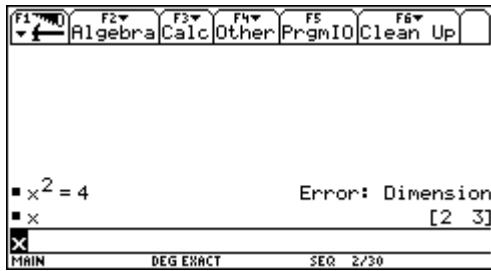 F1 F2 F3 F4 F5 F6
Algebra Calc Other PrgmIO Clean Up
x² = 4 Error: Dimension
x [2 3]
x
MAIN DEG EXACT SEQ 2/30